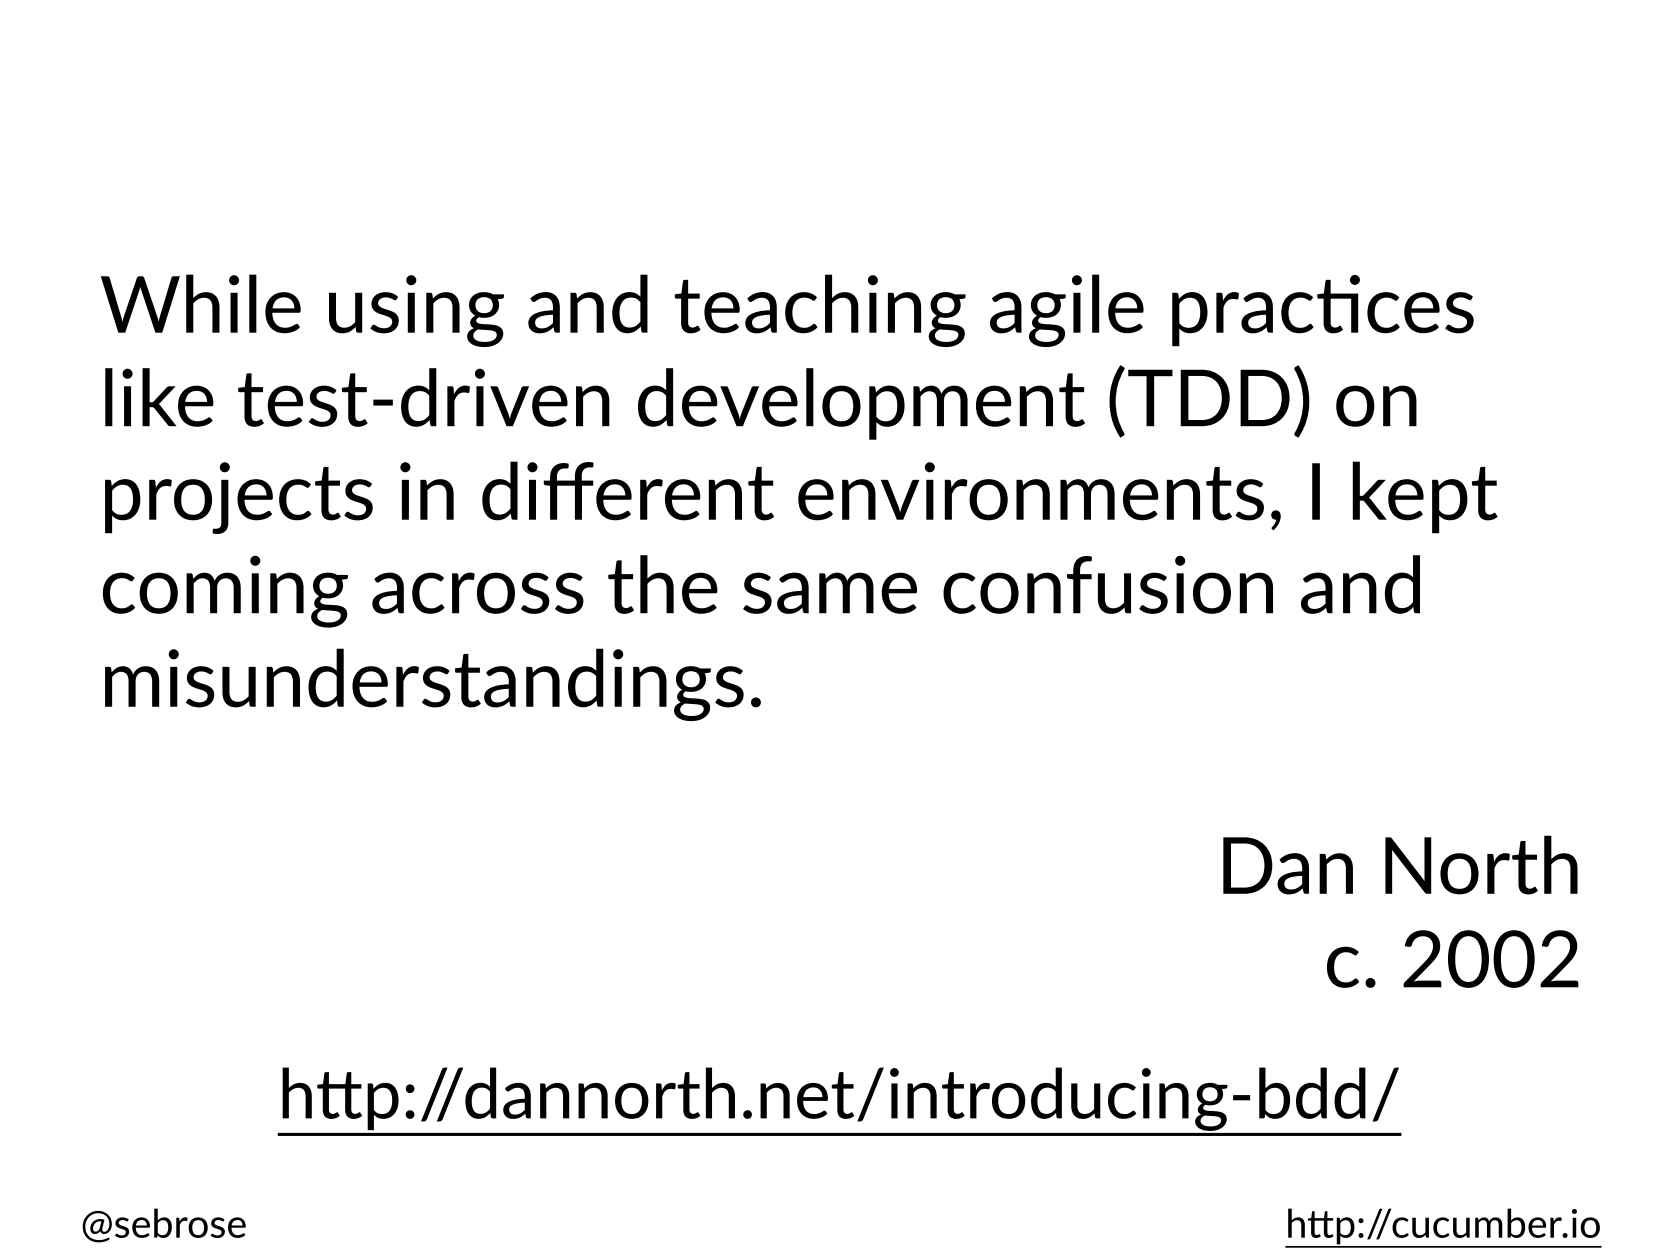 While using and teaching agile practices
like test-driven development (TDD) on
projects in different environments, I kept
coming across the same confusion and
misunderstandings.
Dan North
c. 2002
http://dannorth.net/introducing-bdd/
@sebrose
http://cucumber.io